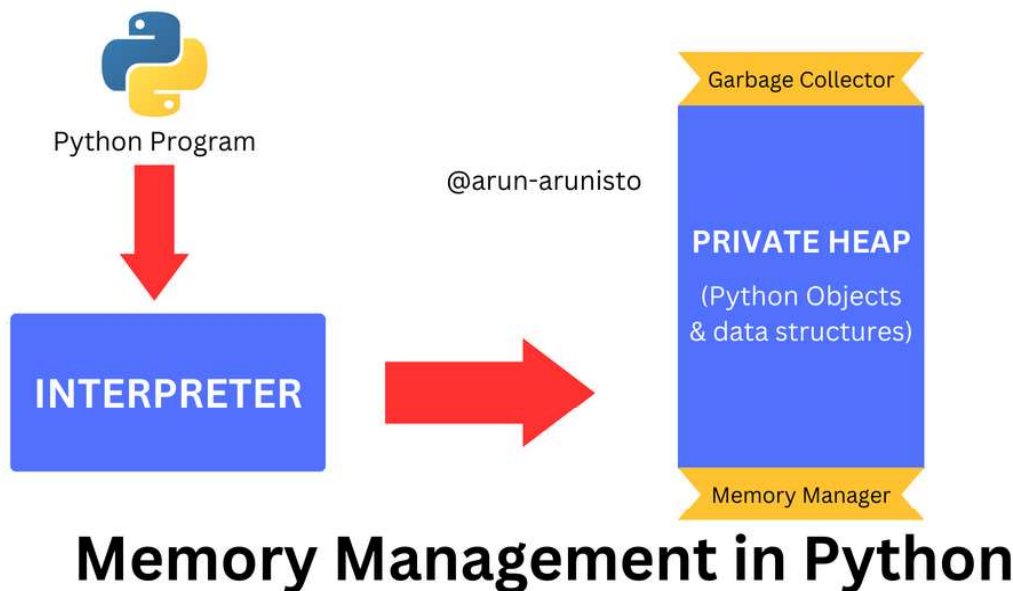 Python Program
@arun-arunisto
INTERPRETER
Garbage Collector
PRIVATE HEAP
(Python Objects
& data structures)
Memory Manager
Memory Management in Python